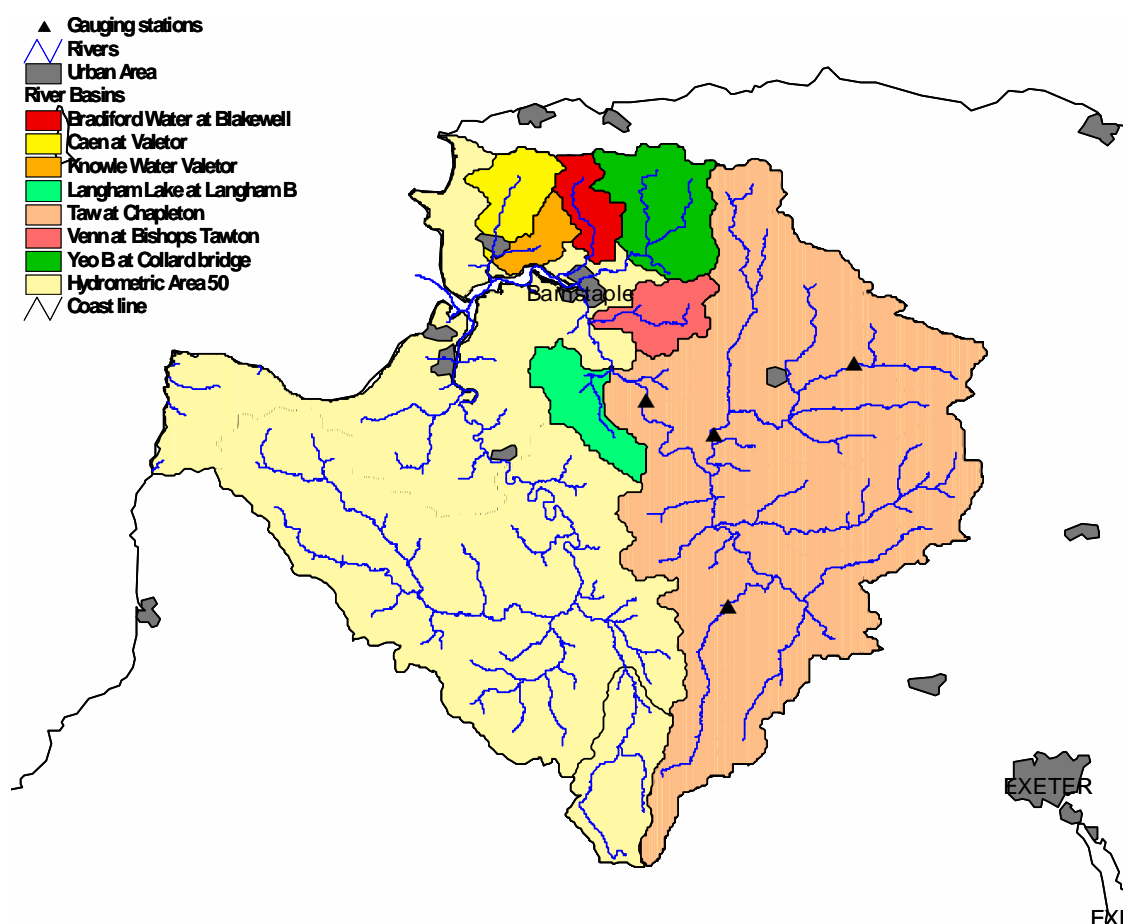 Gauging stations
Rivers
Urban Area
River Basins
Bradiford Water at Blakewell
Caen at Valetor
Knowle Water Valetor
Langham Lake at Langham B
Taw at Chapleton
Venn at Bishops Tawton
Yeo B at Collard bridge
Hydrometric Area 50
Coast line
Barnstaple
EXETER
EXI